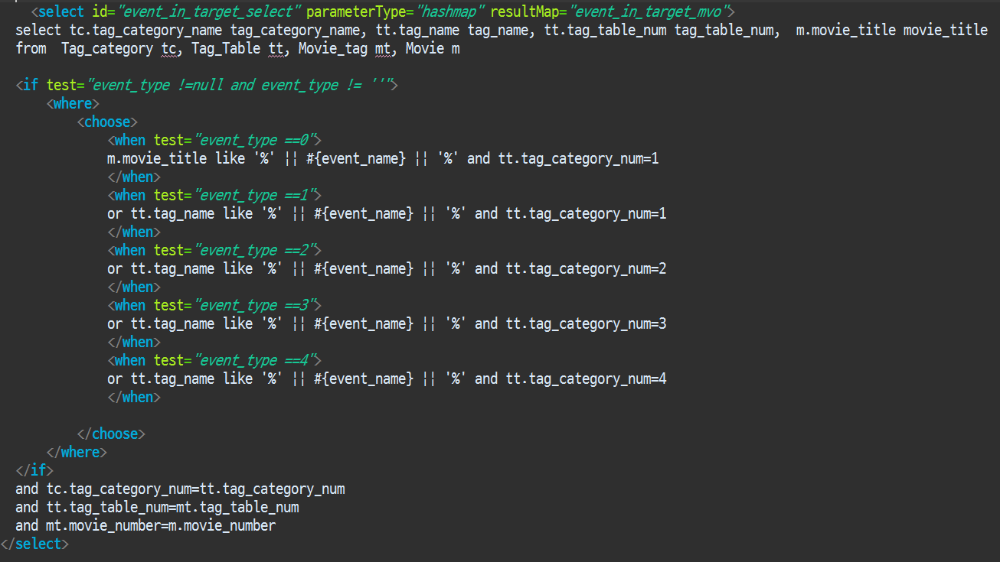 <select id="event_in_target_select" parameterType="hashmap" resultMap="event_in_target_mvo">
select tc.tag_category_name tag_category_name, tt.tag_name tag_name, tt.tag_table_num tag_table_num,  m.movie_title movie_title
from  Tag_category tc, Tag_Table tt, Movie_tag mt, Movie m
<if test="event_type !=null and event_type != ''">
<where>
<choose>
<when test="event_type ==0">
m.movie_title like '%' || #{event_name} || '%' and tt.tag_category_num=1
</when>
<when test="event_type ==1">
or tt.tag_name like '%' || #{event_name} || '%' and tt.tag_category_num=1
</when>
<when test="event_type ==2">
or tt.tag_name like '%' || #{event_name} || '%' and tt.tag_category_num=2
</when>
<when test="event_type ==3">
or tt.tag_name like '%' || #{event_name} || '%' and tt.tag_category_num=3
</when>
<when test="event_type ==4">
or tt.tag_name like '%' || #{event_name} || '%' and tt.tag_category_num=4
</when>
</choose>
</where>
</if>
and tc.tag_category_num=tt.tag_category_num
and tt.tag_table_num=mt.tag_table_num
and mt.movie_number=m.movie_number
</select>